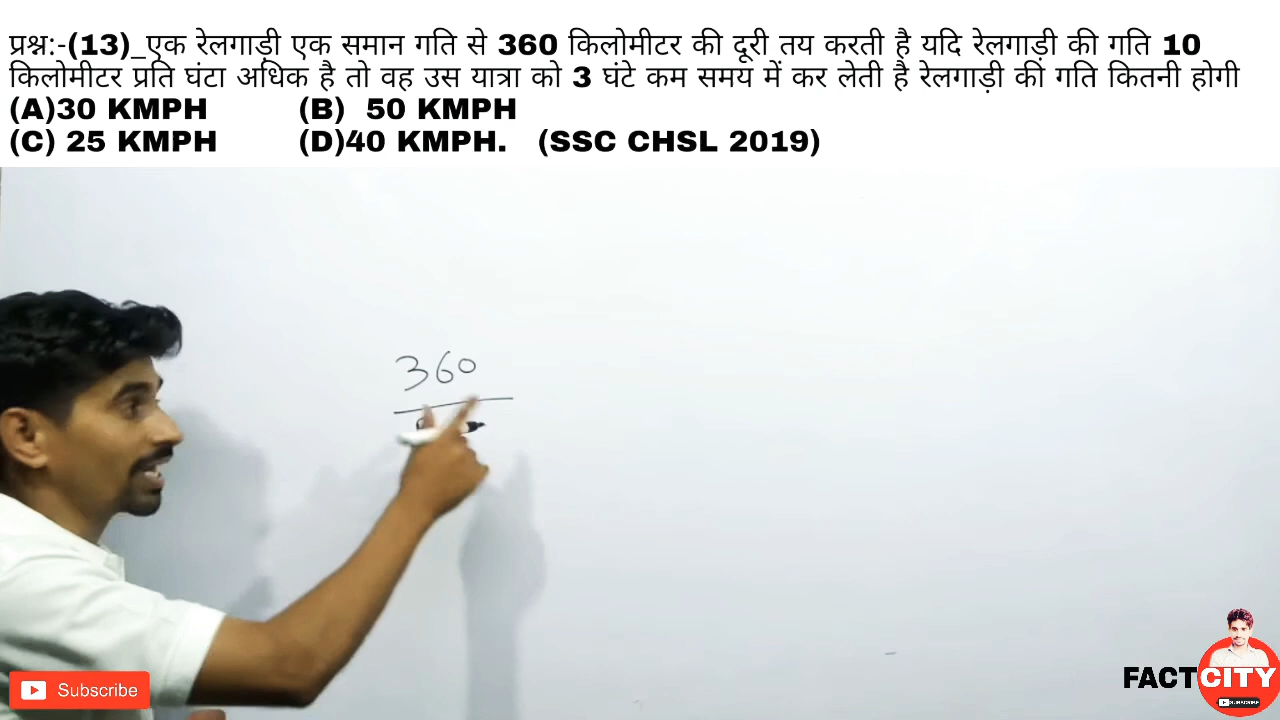 प्रश्न:-(13)_एक रेलगाड़ी एक समान गति से 360 किलोमीटर की दूरी तय करती है यदि रेलगाड़ी की गति 10
किलोमीटर प्रति घंटा अधिक है तो वह उस यात्रा को 3 घंटे कम समय में कर लेती है रेलगाड़ी की गति कितनी होगी
(A)30 KMPH (B) 50 KMPH
(C) 25 KMPH (D)40 KMPH. (SSC CHSL 2019)
360
Subscribe
FACTCITY
SUBSCRIBE